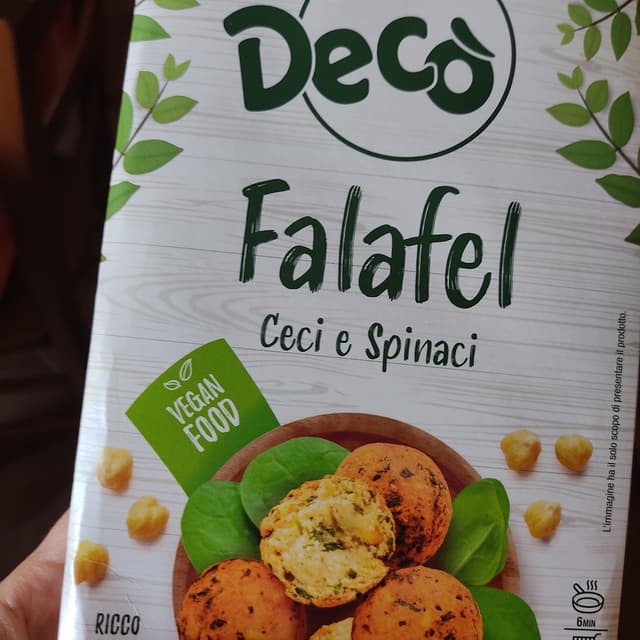 Decò
Falafel
Ceci e Spinaci
VEGAN
FOOD
L'immagine ha il solo scopo di presentare il prodotto.
RICCO
6MIN